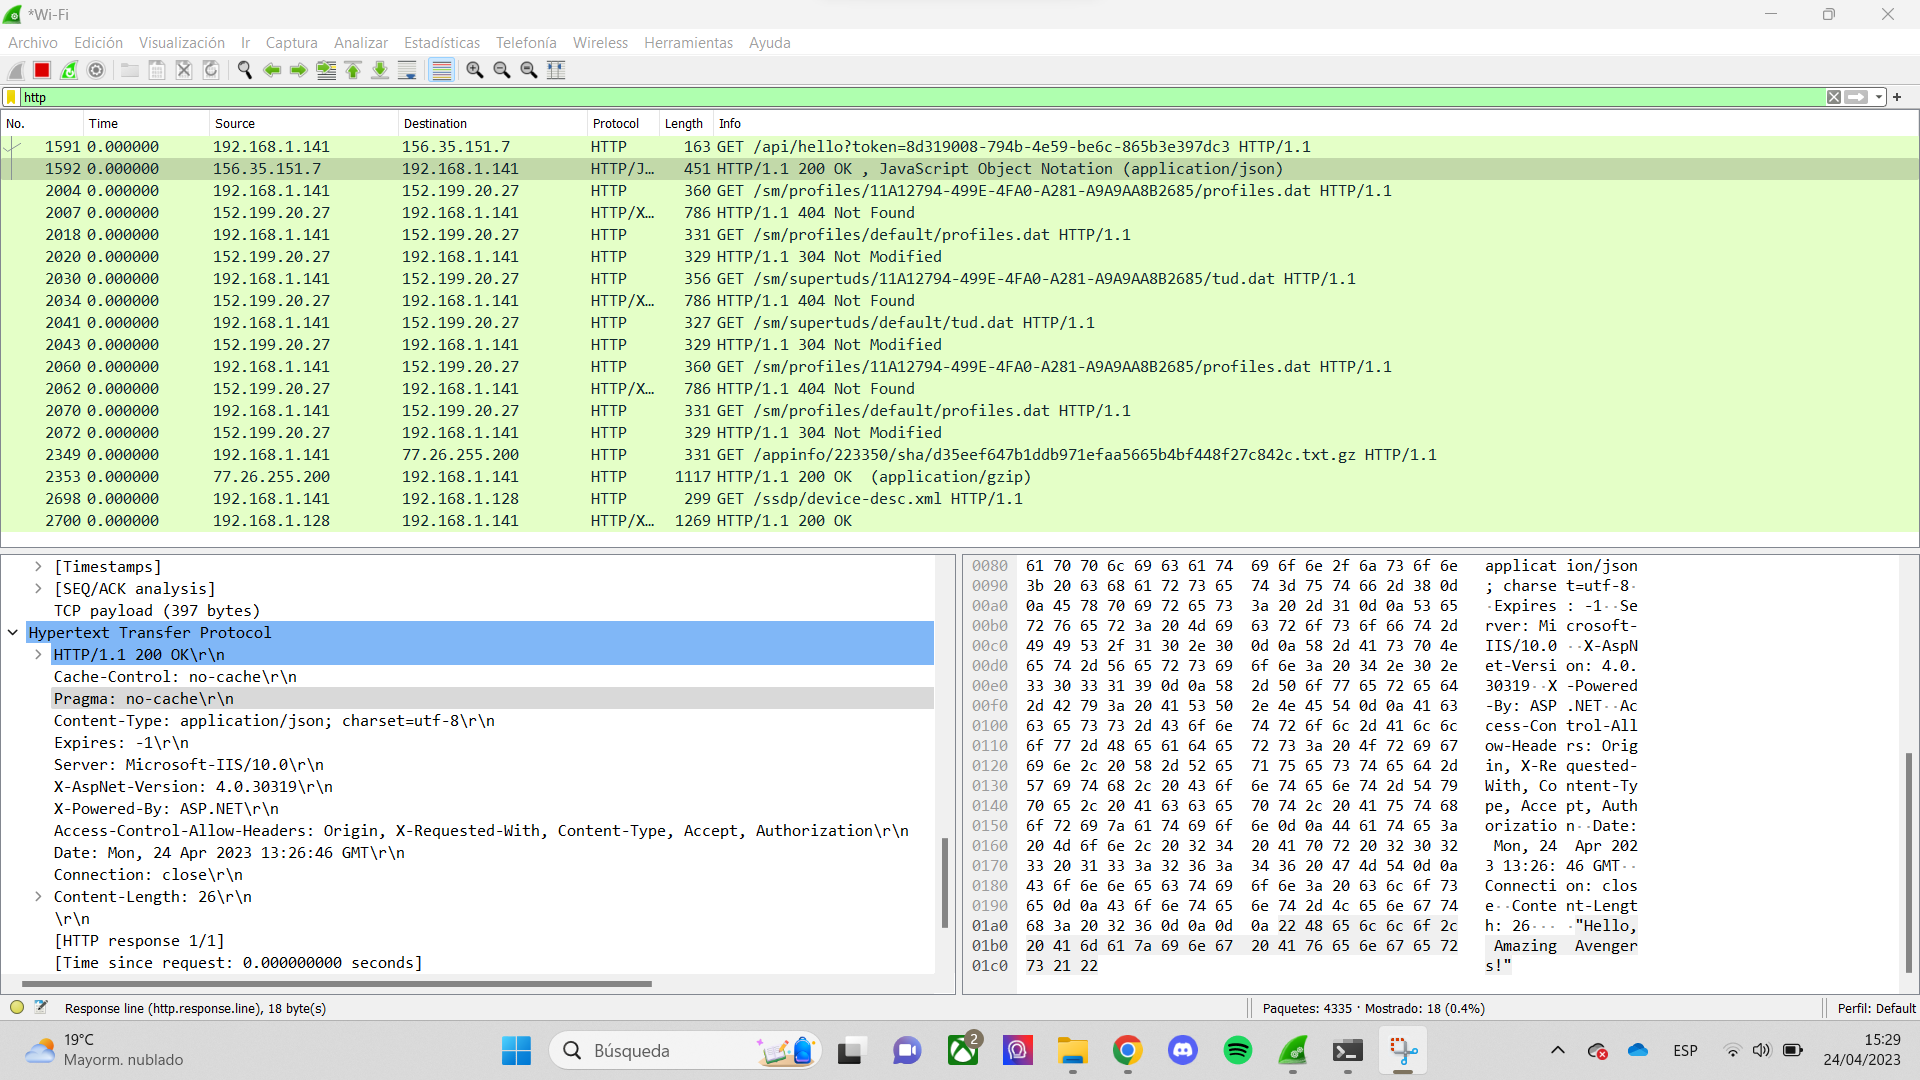 *Wi-Fi
Archivo Edición Visualización Ir Captura Analizar Estadísticas Telefonía Wireless Herramientas Ayuda
http
No. Time Source Destination Protocol Length Info
1591 0.000000 192.168.1.141 156.35.151.7 HTTP 163 GET /api/hello?token=8d319008-794b-4e59-be6c-865b3e397dc3 HTTP/1.1
1592 0.000000 156.35.151.7 192.168.1.141 HTTP/J… 451 HTTP/1.1 200 OK , JavaScript Object Notation (application/json)
2004 0.000000 192.168.1.141 152.199.20.27 HTTP 360 GET /sm/profiles/11A12794-499E-4FA0-A281-A9A9AA8B2685/profiles.dat HTTP/1.1
2007 0.000000 152.199.20.27 192.168.1.141 HTTP/X… 786 HTTP/1.1 404 Not Found
2018 0.000000 192.168.1.141 152.199.20.27 HTTP 331 GET /sm/profiles/default/profiles.dat HTTP/1.1
2020 0.000000 152.199.20.27 192.168.1.141 HTTP 329 HTTP/1.1 304 Not Modified
2030 0.000000 192.168.1.141 152.199.20.27 HTTP 356 GET /sm/supertuds/11A12794-499E-4FA0-A281-A9A9AA8B2685/tud.dat HTTP/1.1
2034 0.000000 152.199.20.27 192.168.1.141 HTTP/X… 786 HTTP/1.1 404 Not Found
2041 0.000000 192.168.1.141 152.199.20.27 HTTP 327 GET /sm/supertuds/default/tud.dat HTTP/1.1
2043 0.000000 152.199.20.27 192.168.1.141 HTTP 329 HTTP/1.1 304 Not Modified
2060 0.000000 192.168.1.141 152.199.20.27 HTTP 360 GET /sm/profiles/11A12794-499E-4FA0-A281-A9A9AA8B2685/profiles.dat HTTP/1.1
2062 0.000000 152.199.20.27 192.168.1.141 HTTP/X… 786 HTTP/1.1 404 Not Found
2070 0.000000 192.168.1.141 152.199.20.27 HTTP 331 GET /sm/profiles/default/profiles.dat HTTP/1.1
2072 0.000000 152.199.20.27 192.168.1.141 HTTP 329 HTTP/1.1 304 Not Modified
2349 0.000000 192.168.1.141 77.26.255.200 HTTP 331 GET /appinfo/223350/sha/d35eef647b1ddb971efaa5665b4bf448f27c842c.txt.gz HTTP/1.1
2353 0.000000 77.26.255.200 192.168.1.141 HTTP 1117 HTTP/1.1 200 OK (application/gzip)
2698 0.000000 192.168.1.141 192.168.1.128 HTTP 299 GET /ssdp/device-desc.xml HTTP/1.1
2700 0.000000 192.168.1.128 192.168.1.141 HTTP/X… 1269 HTTP/1.1 200 OK
[Timestamps]
[SEQ/ACK analysis]
TCP payload (397 bytes)
Hypertext Transfer Protocol
HTTP/1.1 200 OK\r\n
Cache-Control: no-cache\r\n
Pragma: no-cache\r\n
Content-Type: application/json; charset=utf-8\r\n
Expires: -1\r\n
Server: Microsoft-IIS/10.0\r\n
X-AspNet-Version: 4.0.30319\r\n
X-Powered-By: ASP.NET\r\n
Access-Control-Allow-Headers: Origin, X-Requested-With, Content-Type, Accept, Authorization\r\n
Date: Mon, 24 Apr 2023 13:26:46 GMT\r\n
Connection: close\r\n
Content-Length: 26\r\n
\r\n
[HTTP response 1/1]
[Time since request: 0.000000000 seconds]
0080 61 70 70 6c 69 63 61 74 69 6f 6e 2f 6a 73 6f 6e applicat ion/json
0090 3b 20 63 68 61 72 73 65 74 3d 75 74 66 2d 38 0d ; charse t=utf-8·
00a0 0a 45 78 70 69 72 65 73 3a 20 2d 31 0d 0a 53 65 ·Expires : -1··Se
00b0 72 76 65 72 3a 20 4d 69 63 72 6f 73 6f 66 74 2d rver: Mi crosoft-
00c0 49 49 53 2f 31 30 2e 30 0d 0a 58 2d 41 73 70 4e IIS/10.0 ··X-AspN
00d0 65 74 2d 56 65 72 73 69 6f 6e 3a 20 34 2e 30 2e et-Versi on: 4.0.
00e0 33 30 33 31 39 0d 0a 58 2d 50 6f 77 65 72 65 64 30319··X -Powered
00f0 2d 42 79 3a 20 41 53 50 2e 4e 45 54 0d 0a 41 63 -By: ASP .NET··Ac
0100 63 65 73 73 2d 43 6f 6e 74 72 6f 6c 2d 41 6c 6c cess-Con trol-All
0110 6f 77 2d 48 65 61 64 65 72 73 3a 20 4f 72 69 67 ow-Heade rs: Orig
0120 69 6e 2c 20 58 2d 52 65 71 75 65 73 74 65 64 2d in, X-Re quested-
0130 57 69 74 68 2c 20 43 6f 6e 74 65 6e 74 2d 54 79 With, Co ntent-Ty
0140 70 65 2c 20 41 63 63 65 70 74 2c 20 41 75 74 68 pe, Acce pt, Auth
0150 6f 72 69 7a 61 74 69 6f 6e 0d 0a 44 61 74 65 3a orizatio n··Date:
0160 20 4d 6f 6e 2c 20 32 34 20 41 70 72 20 32 30 32 Mon, 24 Apr 202
0170 33 20 31 33 3a 32 36 3a 34 36 20 47 4d 54 0d 0a 3 13:26: 46 GMT··
0180 43 6f 6e 6e 65 63 74 69 6f 6e 3a 20 63 6c 6f 73 Connecti on: clos
0190 65 0d 0a 43 6f 6e 74 65 6e 74 2d 4c 65 6e 67 74 e··Conte nt-Lengt
01a0 68 3a 20 32 36 0d 0a 0d 0a 22 48 65 6c 6c 6f 2c h: 26··· ·"Hello,
01b0 20 41 6d 61 7a 69 6e 67 20 41 76 65 6e 67 65 72 Amazing Avenger
01c0 73 21 22 s!"
Response line (http.response.line), 18 byte(s)
Paquetes: 4335 · Mostrado: 18 (0.4%)
Perfil: Default
19°C
Mayorm. nublado
Búsqueda
2
ESP
15:29
24/04/2023